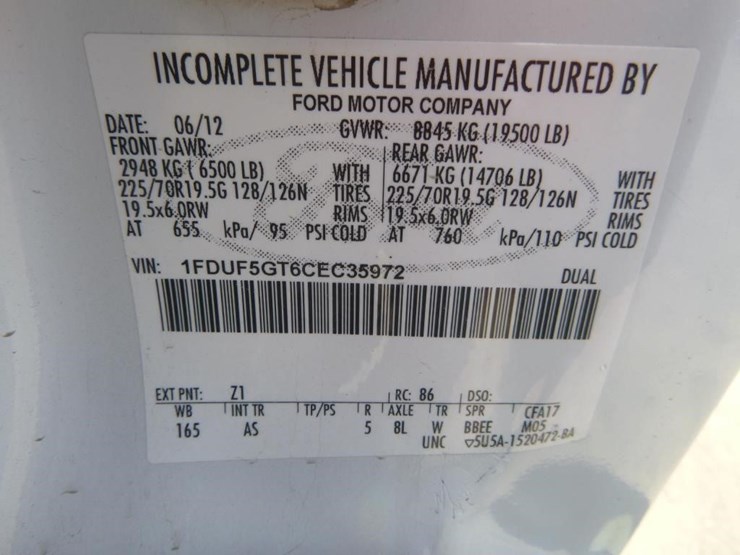 INCOMPLETE VEHICLE MANUFACTURED BY
FORD MOTOR COMPANY
DATE: 06/12 GVWR: 8845 KG (19500 LB)
FRONT GAWR: REAR GAWR:
2948 KG ( 6500 LB) WITH 6671 KG (14706 LB) WITH
225/70R19.5G 128/126N TIRES 225/70R19.5G 128/126N TIRES
19.5x6.0RW RIMS 19.5x6.0RW RIMS
AT 655 kPa/ 95 PSI COLD AT 760 kPa/110 PSI COLD
VIN: 1FDUF5GT6CEC35972 DUAL
EXT PNT: Z1 RC: 86 DSO:
WB INT TR TP/PS R AXLE TR SPR CFA17
165 AS 5 8L W BBEE M05
UNC ▽5U5A-1520472-BA